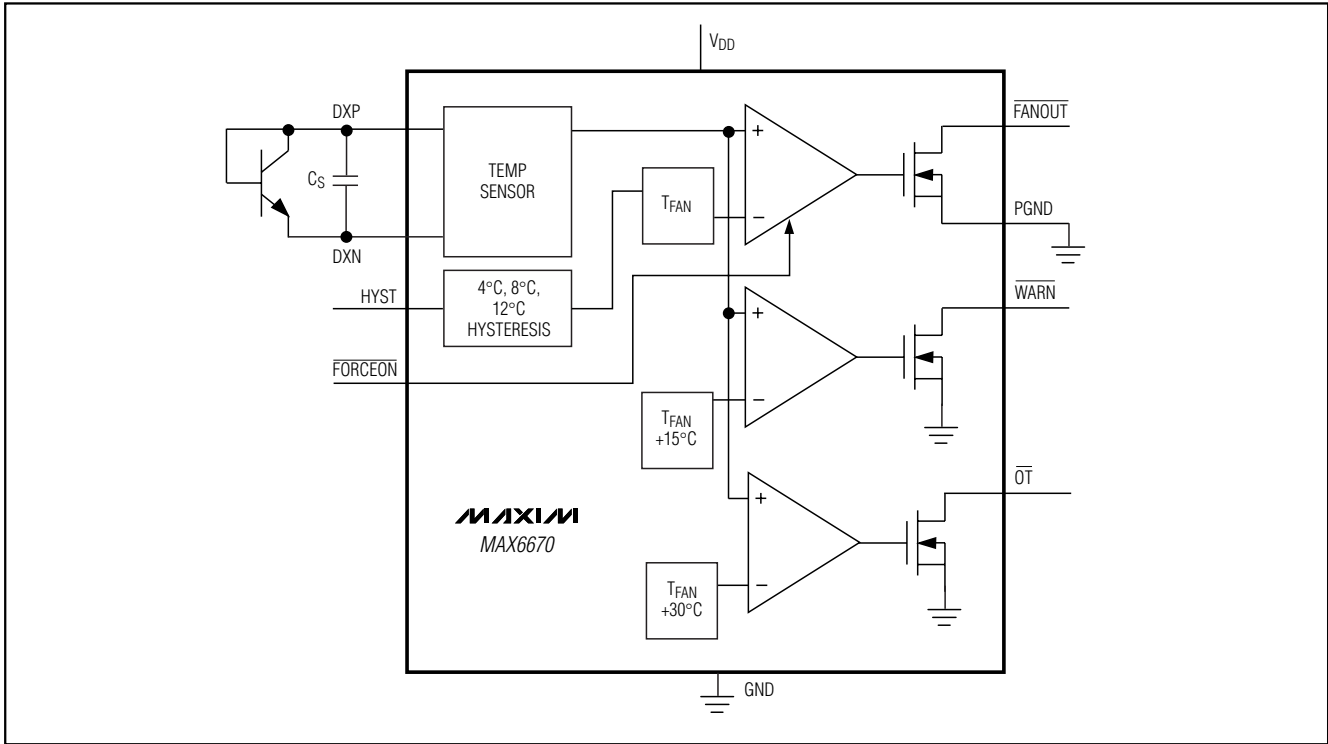 VDD
DXP
CS
DXN
TEMP
SENSOR
HYST
4°C, 8°C,
12°C
HYSTERESIS
FORCEON
TFAN
+
−
FANOUT
PGND
+
−
TFAN
+15°C
WARN
+
−
TFAN
+30°C
OT
MAXIM
MAX6670
GND